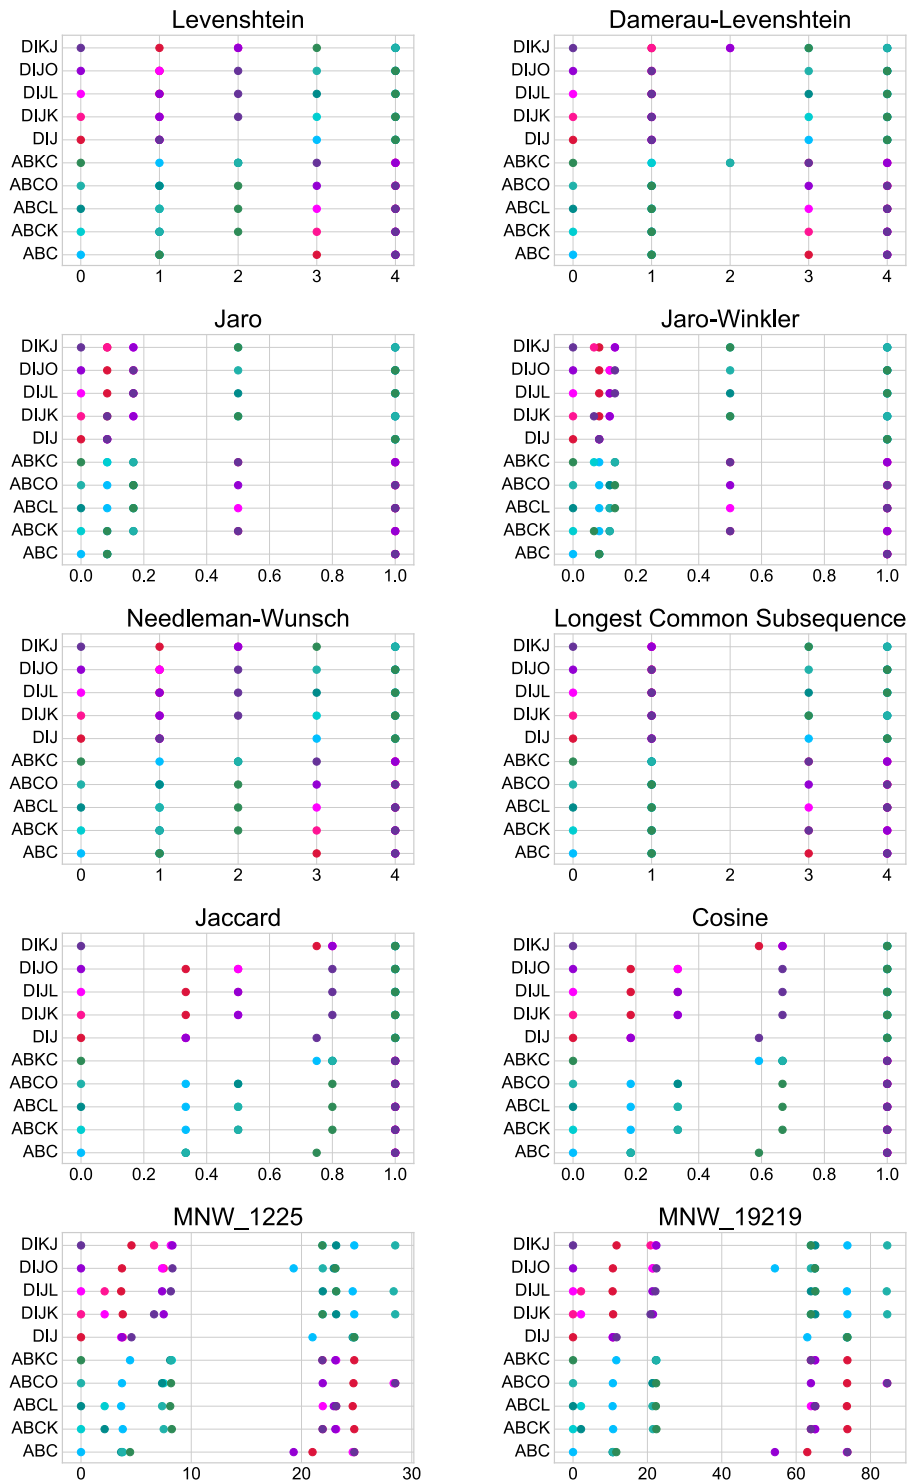 Levenshtein
DIKJ
DIJO
DIJL
DIJK
DIJ
ABKC
ABCO
ABCL
ABCK
ABC
0 1 2 3 4
Damerau-Levenshtein
DIKJ
DIJO
DIJL
DIJK
DIJ
ABKC
ABCO
ABCL
ABCK
ABC
0 1 2 3 4
Jaro
DIKJ
DIJO
DIJL
DIJK
DIJ
ABKC
ABCO
ABCL
ABCK
ABC
0.0 0.2 0.4 0.6 0.8 1.0
Jaro-Winkler
DIKJ
DIJO
DIJL
DIJK
DIJ
ABKC
ABCO
ABCL
ABCK
ABC
0.0 0.2 0.4 0.6 0.8 1.0
Needleman-Wunsch
DIKJ
DIJO
DIJL
DIJK
DIJ
ABKC
ABCO
ABCL
ABCK
ABC
0 1 2 3 4
Longest Common Subsequence
DIKJ
DIJO
DIJL
DIJK
DIJ
ABKC
ABCO
ABCL
ABCK
ABC
0 1 2 3 4
Jaccard
DIKJ
DIJO
DIJL
DIJK
DIJ
ABKC
ABCO
ABCL
ABCK
ABC
0.0 0.2 0.4 0.6 0.8 1.0
Cosine
DIKJ
DIJO
DIJL
DIJK
DIJ
ABKC
ABCO
ABCL
ABCK
ABC
0.0 0.2 0.4 0.6 0.8 1.0
MNW_1225
DIKJ
DIJO
DIJL
DIJK
DIJ
ABKC
ABCO
ABCL
ABCK
ABC
0 10 20 30
MNW_19219
DIKJ
DIJO
DIJL
DIJK
DIJ
ABKC
ABCO
ABCL
ABCK
ABC
0 20 40 60 80